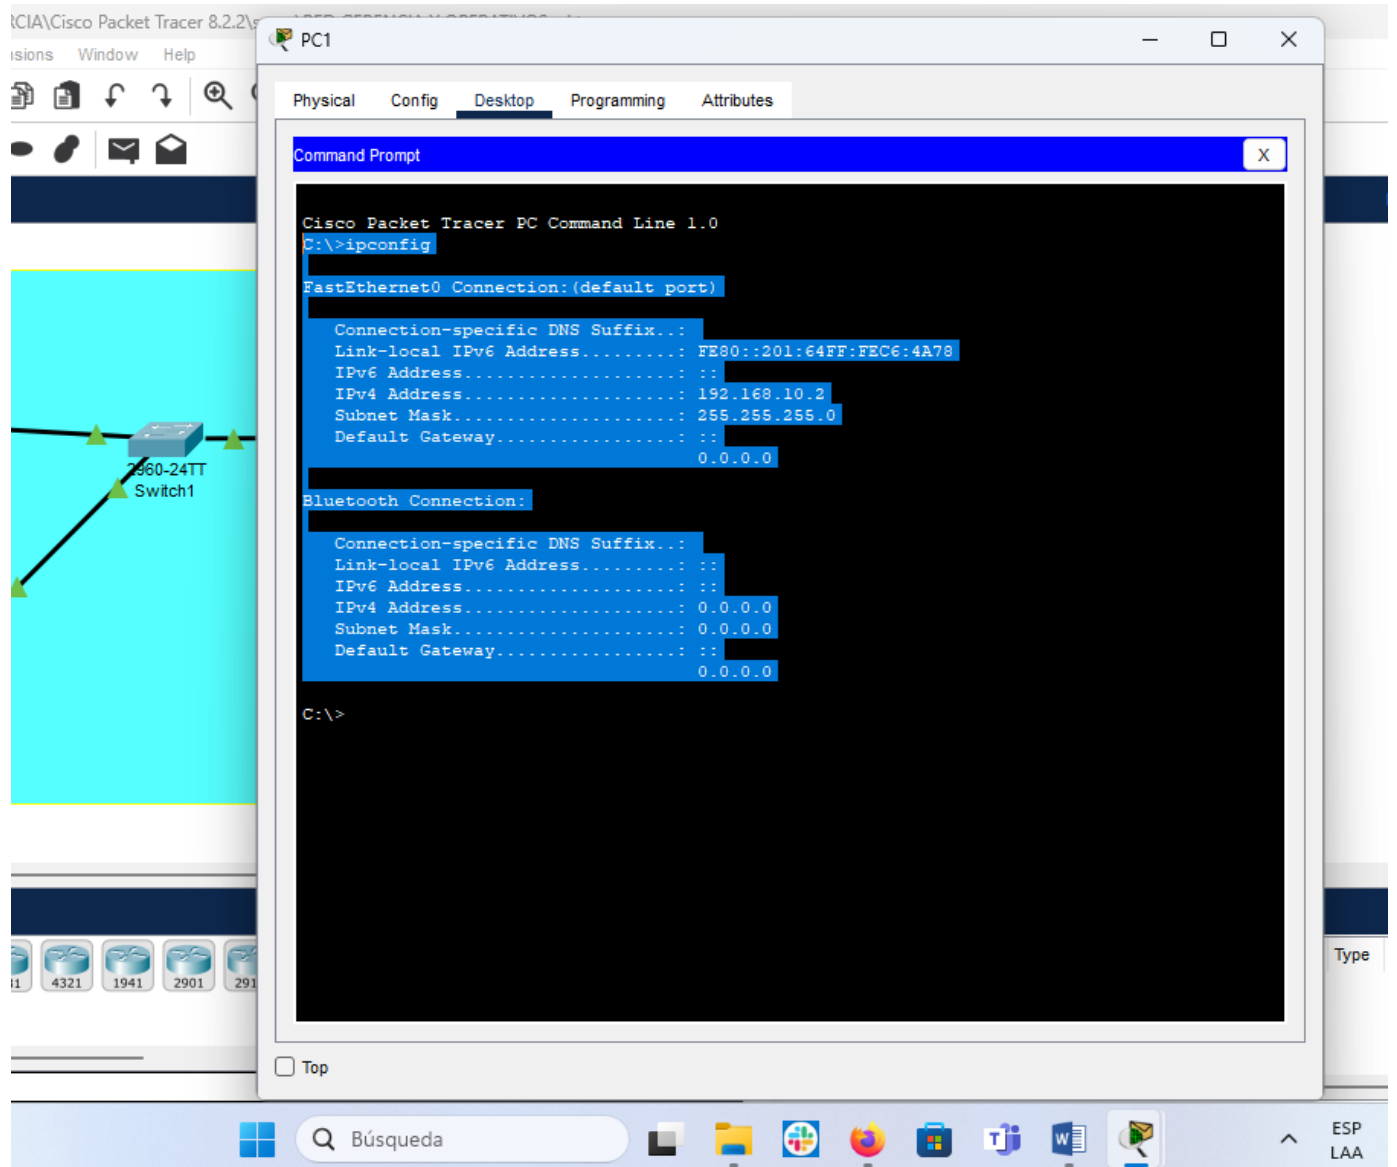 RCIA\Cisco Packet Tracer 8.2.2\
PC1
Window Help
Physical Config Desktop Programming Attributes
Command Prompt
X
Cisco Packet Tracer PC Command Line 1.0
C:\>ipconfig
FastEthernet0 Connection:(default port)
Connection-specific DNS Suffix..:
Link-local IPv6 Address.........: FE80::201:64FF:FEC6:4A78
IPv6 Address....................: ::
IPv4 Address....................: 192.168.10.2
Subnet Mask.....................: 255.255.255.0
Default Gateway.................: ::
0.0.0.0
Bluetooth Connection:
Connection-specific DNS Suffix..:
Link-local IPv6 Address.........: ::
IPv6 Address....................: ::
IPv4 Address....................: 0.0.0.0
Subnet Mask.....................: 0.0.0.0
Default Gateway.................: ::
0.0.0.0
C:\>
2960-24TT
Switch1
4321 1941 2901 291
Type
Top
Búsqueda
ESP
LAA